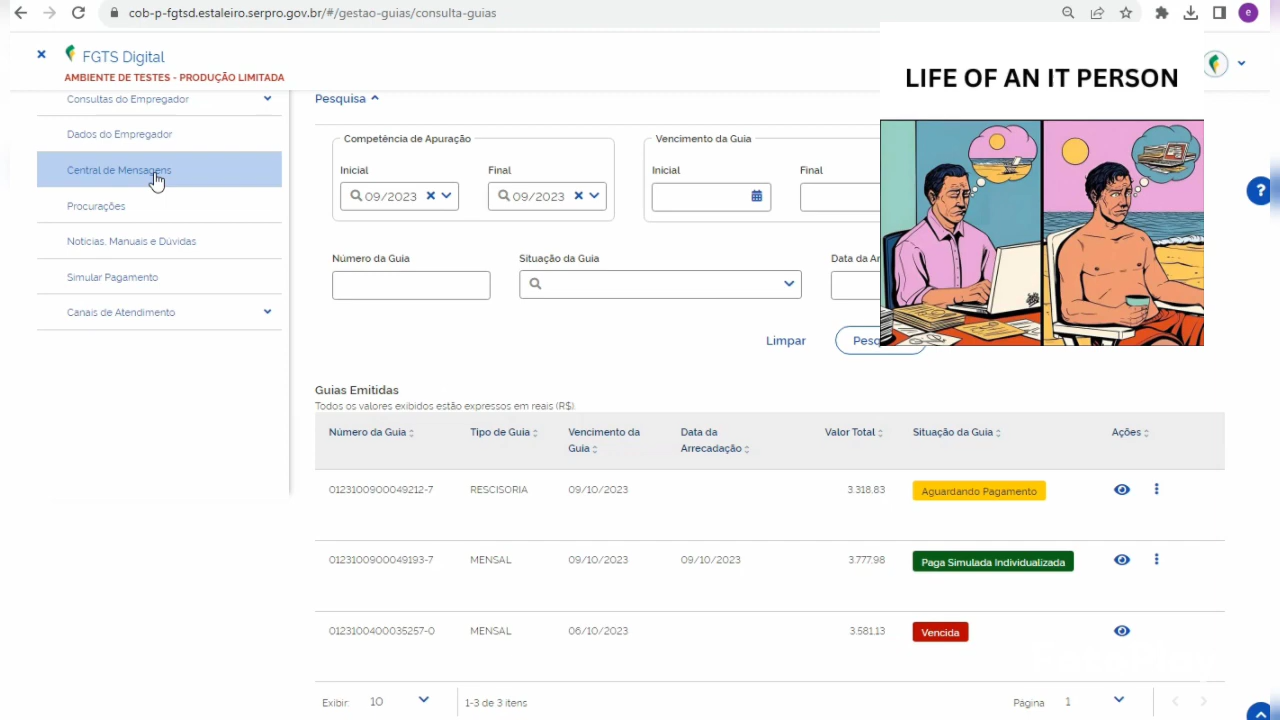 cob-p-fgtsd.estaleiro.serpro.gov.br/#/gestao-guias/consulta-guias
e
FGTS Digital
AMBIENTE DE TESTES - PRODUÇÃO LIMITADA
LIFE OF AN IT PERSON
Consultas do Empregador
Dados do Empregador
Central de Mensagens
Procurações
Notícias, Manuais e Dúvidas
Simular Pagamento
Canais de Atendimento
Pesquisa
Competência de Apuração
Vencimento da Guia
Inicial
Final
Inicial
Final
09/2023
09/2023
?
Número da Guia
Situação da Guia
Data da
Limpar
Guias Emitidas
Todos os valores exibidos estão expressos em reais (R$).
Número da Guia
Tipo de Guia
Vencimento da Guia
Data da Arrecadação
Valor Total
Situação da Guia
Ações
0123100900049212-7 RESCISORIA 09/10/2023 3.318,83 Aguardando Pagamento
0123100900049193-7 MENSAL 09/10/2023 09/10/2023 3.777,98 Paga Simulada Individualizada
0123100400035257-0 MENSAL 06/10/2023 3.581,13 Vencida
Exibir: 10
1-3 de 3 itens
Página 1